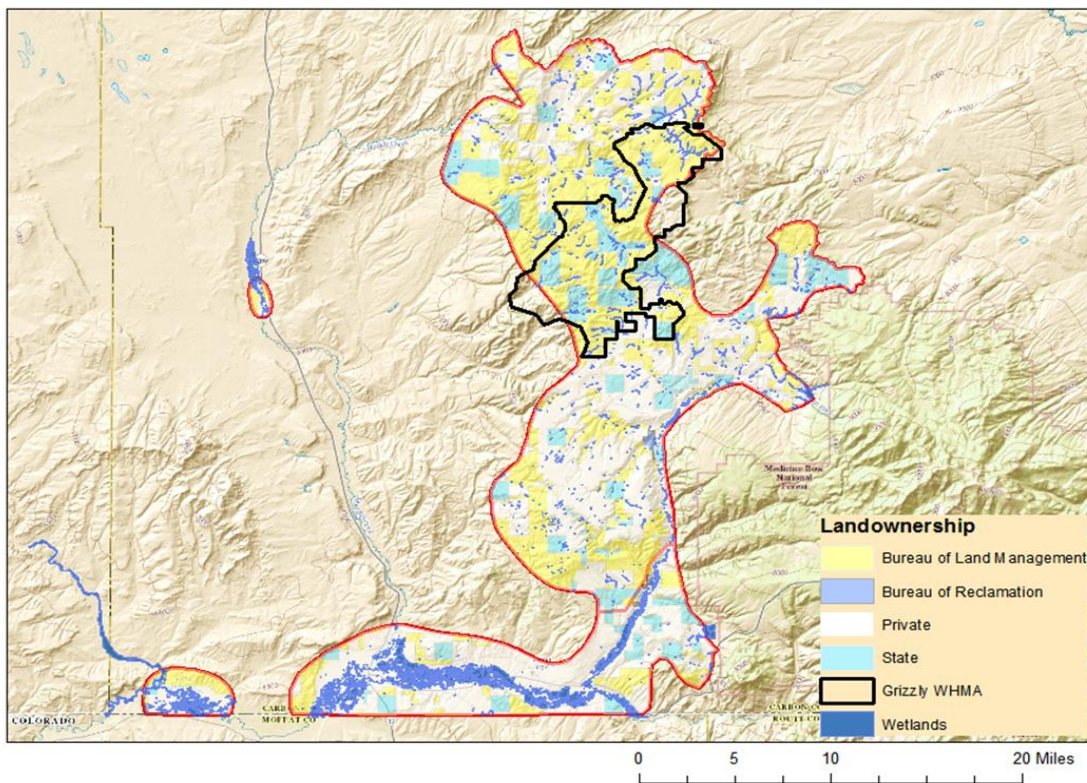 Medicine Bow
National
Forest
Landownership
Bureau of Land Management
Bureau of Reclamation
Private
State
Grizzly WHMA
Wetlands
COLORADO
MOFFAT CO
0 5 10 20 Miles